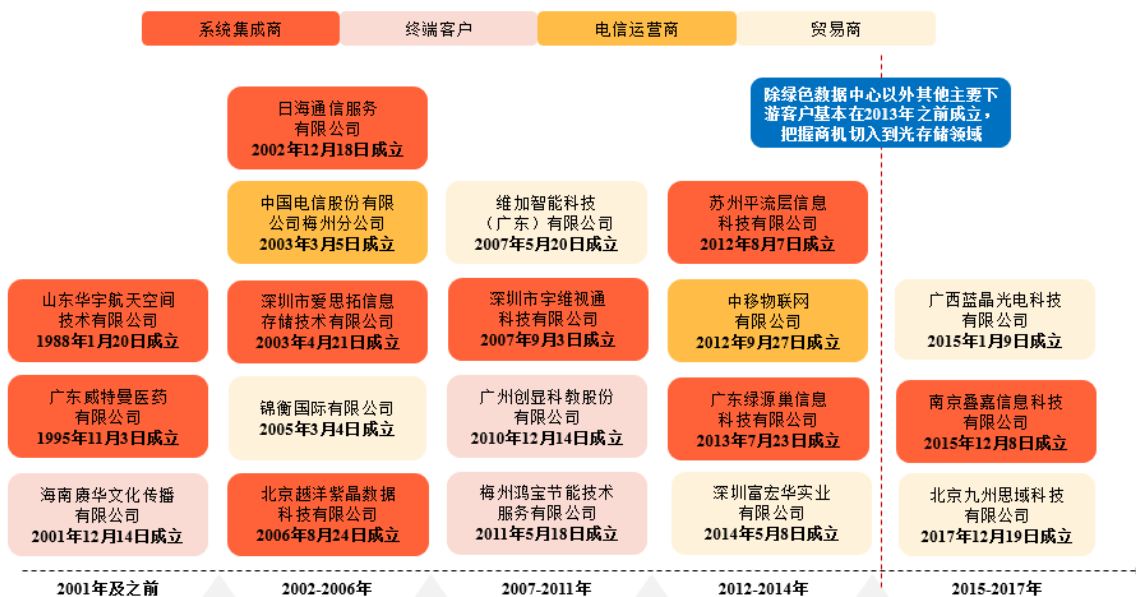 系统集成商
终端客户
电信运营商
贸易商
除绿色数据中心以外其他主要下
游客户基本在2013年之前成立，
把握商机切入到光存储领域
山东华宇航天空间
技术有限公司
1988年1月20日成立
广东威特曼医药
有限公司
1995年11月3日成立
海南赓华文化传播
有限公司
2001年12月14日成立
日海通信服务
有限公司
2002年12月18日成立
中国电信股份有限
公司梅州分公司
2003年3月5日成立
深圳市爱思拓信息
存储技术有限公司
2003年4月21日成立
锦衡国际有限公司
2005年3月4日成立
北京越洋紫晶数据
科技有限公司
2006年8月24日成立
维加智能科技
（广东）有限公司
2007年5月20日成立
深圳市宇维视通
科技有限公司
2007年9月3日成立
广州创显科教股份
有限公司
2010年12月14日成立
梅州鸿宝节能技术
服务有限公司
2011年5月18日成立
苏州平流层信息
科技有限公司
2012年8月7日成立
中移物联网
有限公司
2012年9月27日成立
广东绿源巢信息
科技有限公司
2013年7月23日成立
深圳富宏华实业
有限公司
2014年5月8日成立
广西蓝晶光电科技
有限公司
2015年1月9日成立
南京叠嘉信息科技
有限公司
2015年12月8日成立
北京九州思域科技
有限公司
2017年12月19日成立
2001年及之前
2002-2006年
2007-2011年
2012-2014年
2015-2017年